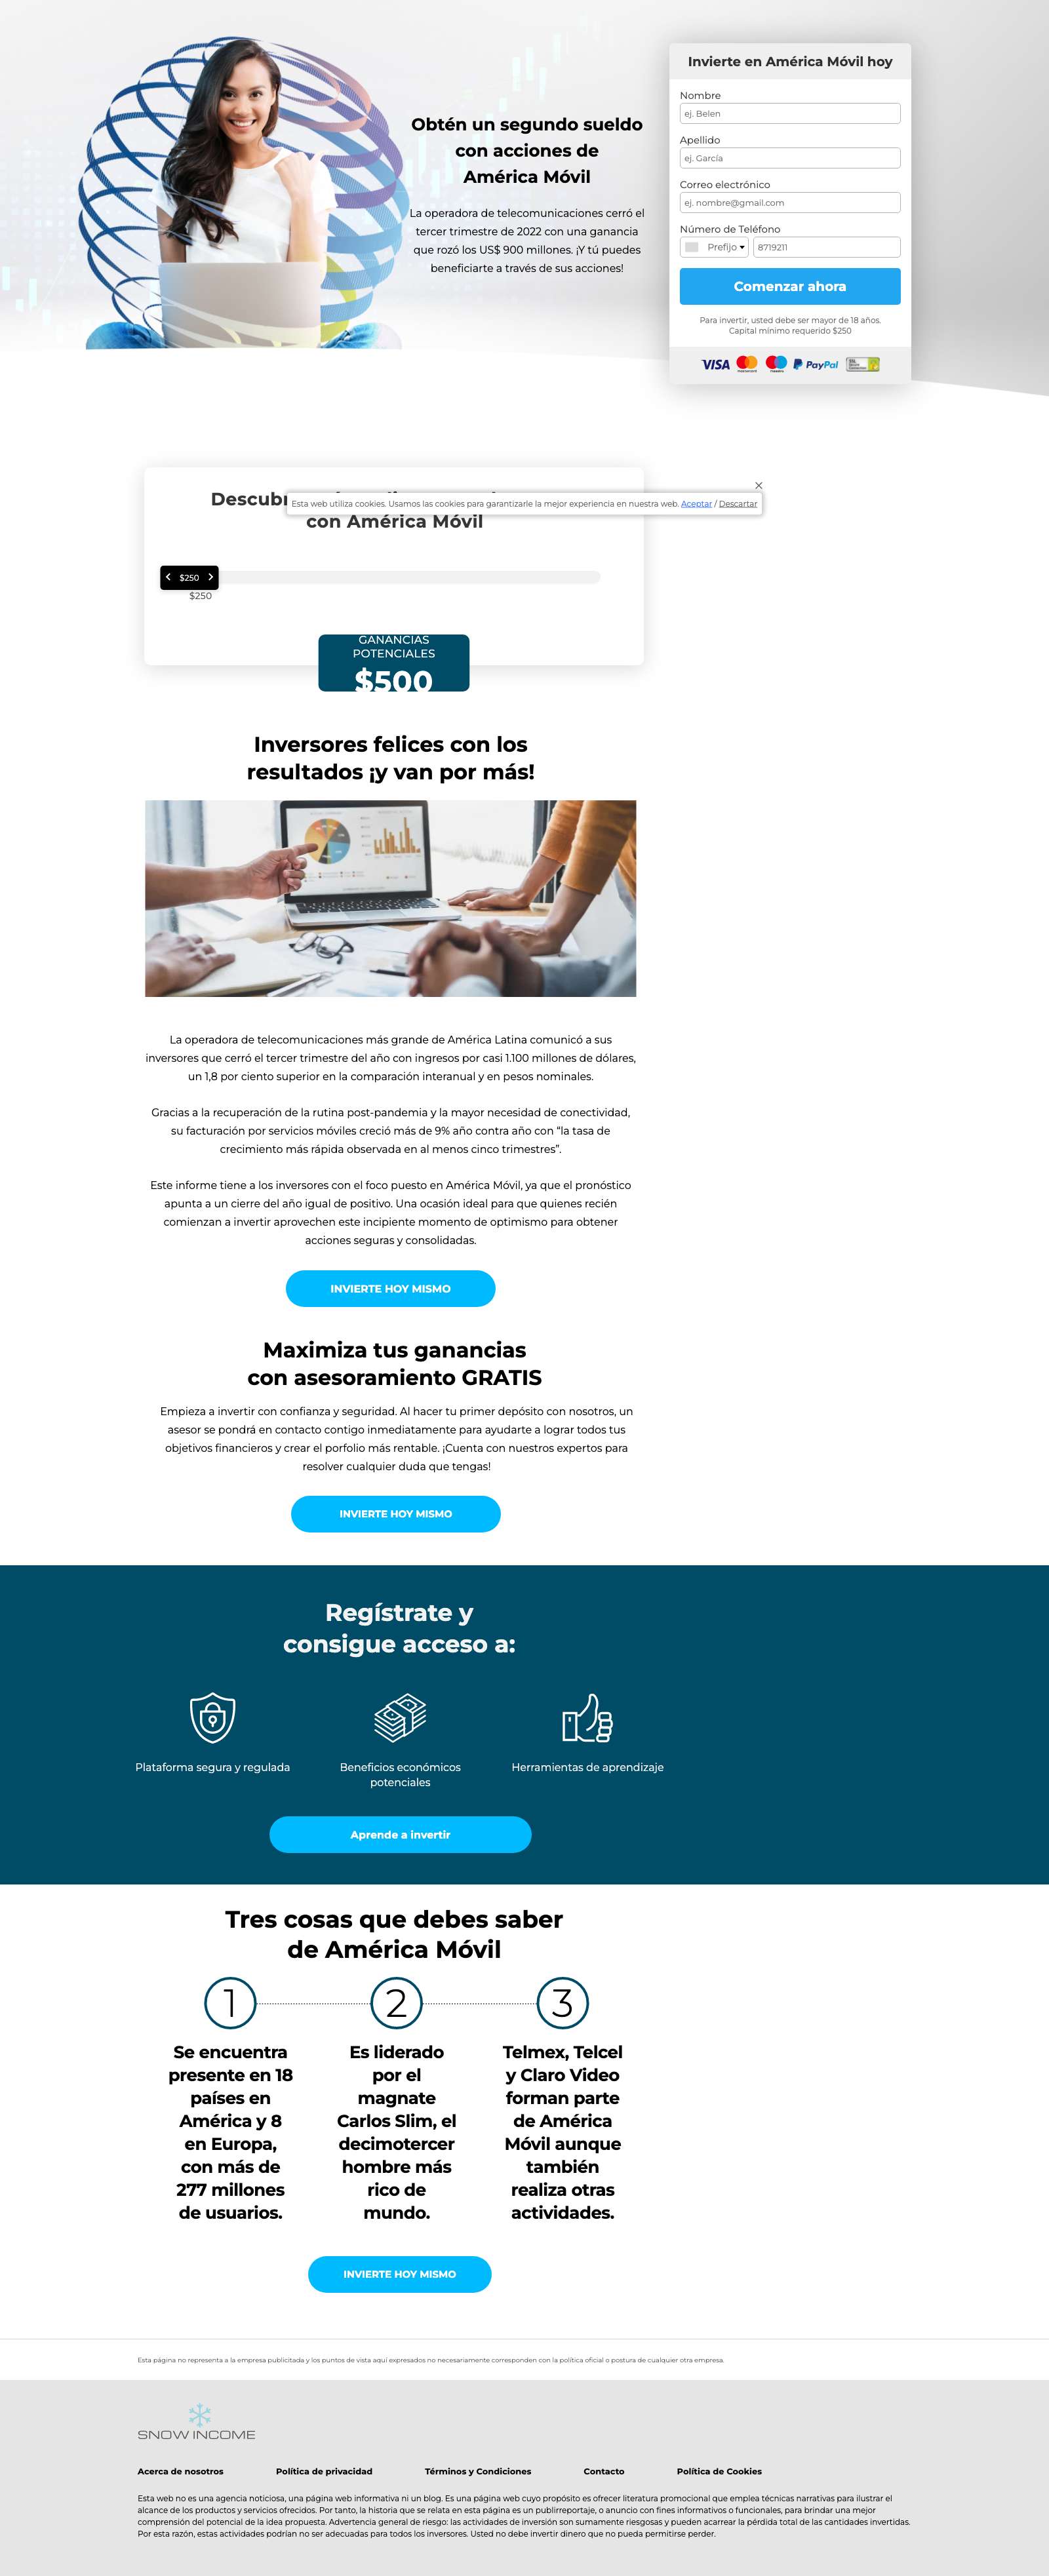 Obtén un segundo sueldo
con acciones de
América Móvil
La operadora de telecomunicaciones cerró el
tercer trimestre de 2022 con una ganancia
que rozó los US$ 900 millones. ¡Y tú puedes
beneficiarte a través de sus acciones!
Invierte en América Móvil hoy
Nombre
ej. Belen
Apellido
ej. García
Correo electrónico
ej. nombre@gmail.com
Número de Teléfono
Prefijo 8719211
Comenzar ahora
Para invertir, usted debe ser mayor de 18 años.
Capital mínimo requerido $250
VISA PayPal
Esta web utiliza cookies. Usamos las cookies para garantizarle la mejor experiencia en nuestra web. Aceptar / Descartar
con América Móvil
$250
$250
GANANCIAS
POTENCIALES
$500
Inversores felices con los
resultados ¡y van por más!
La operadora de telecomunicaciones más grande de América Latina comunicó a sus
inversores que cerró el tercer trimestre del año con ingresos por casi 1.100 millones de dólares,
un 1,8 por ciento superior en la comparación interanual y en pesos nominales.
Gracias a la recuperación de la rutina post-pandemia y la mayor necesidad de conectividad,
su facturación por servicios móviles creció más de 9% año contra año con “la tasa de
crecimiento más rápida observada en al menos cinco trimestres”.
Este informe tiene a los inversores con el foco puesto en América Móvil, ya que el pronóstico
apunta a un cierre del año igual de positivo. Una ocasión ideal para que quienes recién
comienzan a invertir aprovechen este incipiente momento de optimismo para obtener
acciones seguras y consolidadas.
INVIERTE HOY MISMO
Maximiza tus ganancias
con asesoramiento GRATIS
Empieza a invertir con confianza y seguridad. Al hacer tu primer depósito con nosotros, un
asesor se pondrá en contacto contigo inmediatamente para ayudarte a lograr todos tus
objetivos financieros y crear el porfolio más rentable. ¡Cuenta con nuestros expertos para
resolver cualquier duda que tengas!
INVIERTE HOY MISMO
Regístrate y
consigue acceso a:
Plataforma segura y regulada
Beneficios económicos
potenciales
Herramientas de aprendizaje
Aprende a invertir
Tres cosas que debes saber
de América Móvil
1
Se encuentra
presente en 18
países en
América y 8
en Europa,
con más de
277 millones
de usuarios.
2
Es liderado
por el
magnate
Carlos Slim, el
decimotercer
hombre más
rico de
mundo.
3
Telmex, Telcel
y Claro Video
forman parte
de América
Móvil aunque
también
realiza otras
actividades.
INVIERTE HOY MISMO
Esta página no representa a la empresa publicitada y los puntos de vista aquí expresados no necesariamente corresponden con la política oficial o postura de cualquier otra empresa.
SNOW INCOME
Acerca de nosotros Política de privacidad Términos y Condiciones Contacto Política de Cookies
Esta web no es una agencia noticiosa, una página web informativa ni un blog. Es una página web cuyo propósito es ofrecer literatura promocional que emplea técnicas narrativas para ilustrar el
alcance de los productos y servicios ofrecidos. Por tanto, la historia que se relata en esta página es un publirreportaje, o anuncio con fines informativos o funcionales, para brindar una mejor
comprensión del potencial de la idea propuesta. Advertencia general de riesgo: las actividades de inversión son sumamente riesgosas y pueden acarrear la pérdida total de las cantidades invertidas.
Por esta razón, estas actividades podrían no ser adecuadas para todos los inversores. Usted no debe invertir dinero que no pueda permitirse perder.